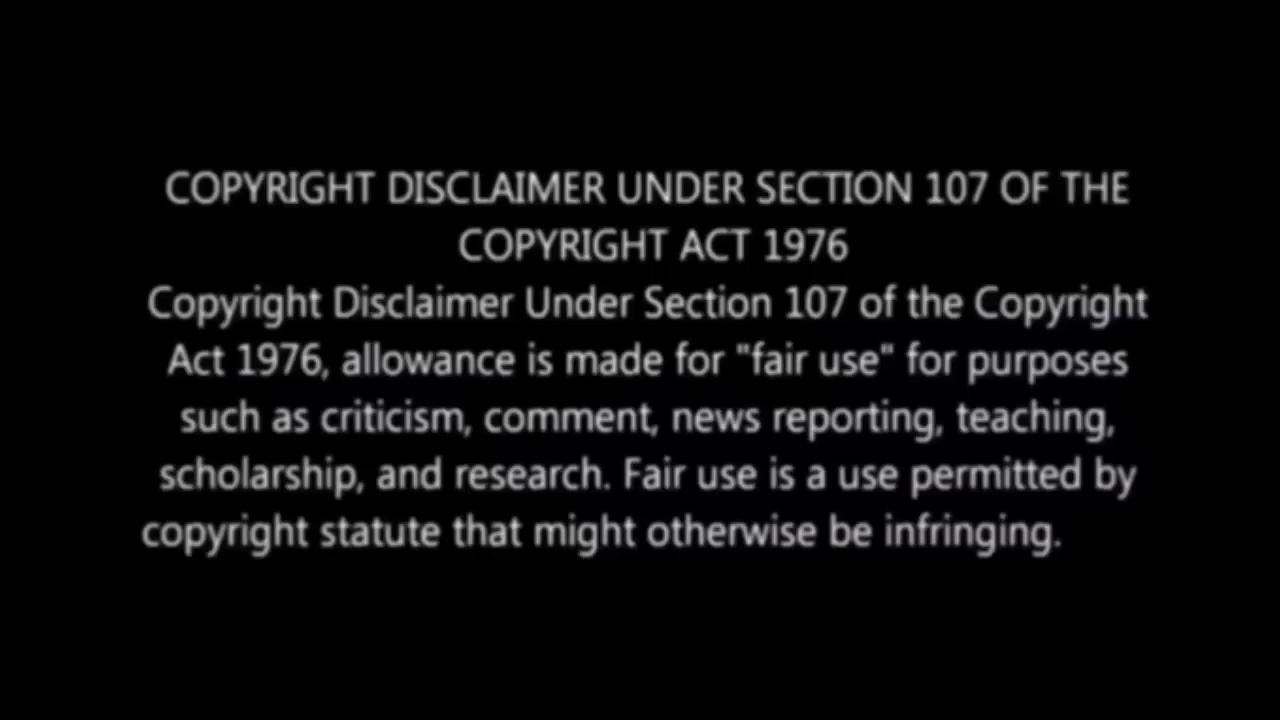 COPYRIGHT DISCLAIMER UNDER SECTION 107 OF THE
COPYRIGHT ACT 1976
Copyright Disclaimer Under Section 107 of the Copyright
Act 1976, allowance is made for "fair use" for purposes
such as criticism, comment, news reporting, teaching,
scholarship, and research. Fair use is a use permitted by
copyright statute that might otherwise be infringing.